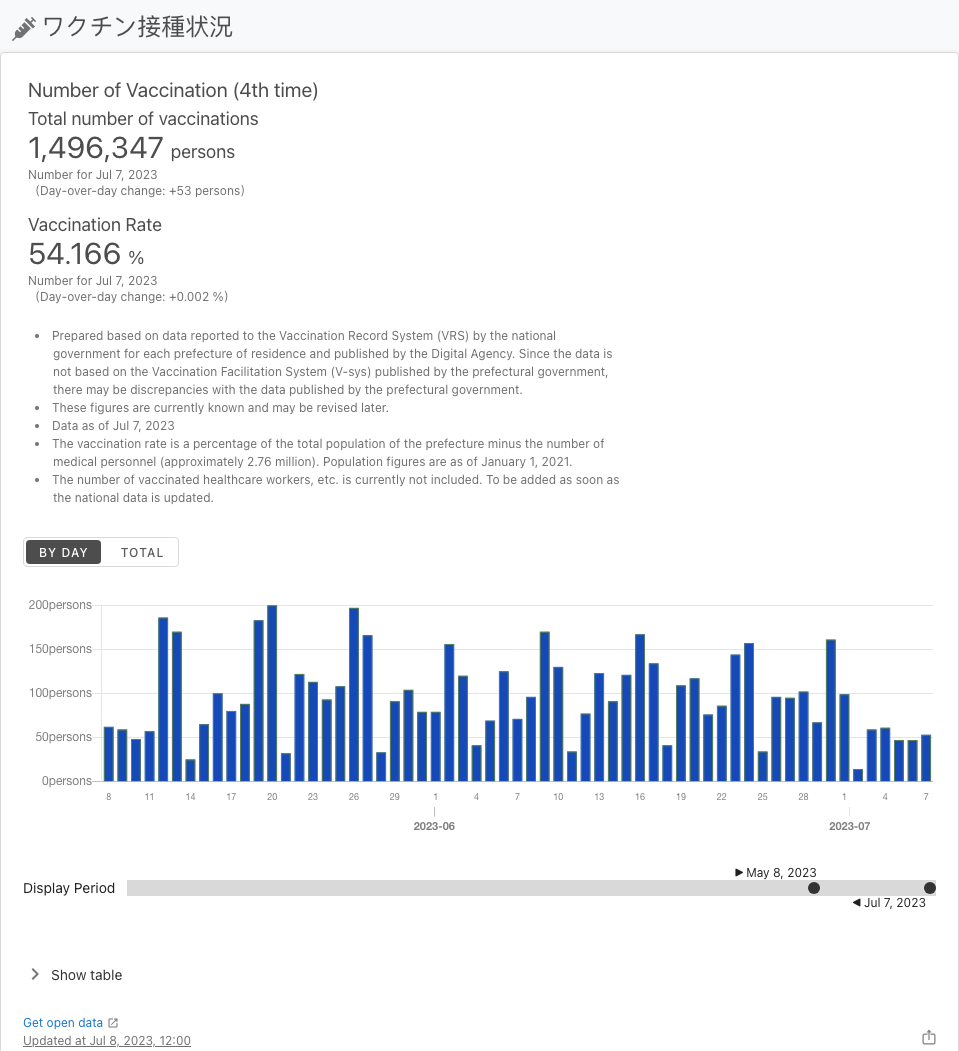 ワクチン接種状況
Number of Vaccination (4th time)
Total number of vaccinations
1,496,347 persons
Number for Jul 7, 2023
(Day-over-day change: +53 persons)
Vaccination Rate
54.166 %
Number for Jul 7, 2023
(Day-over-day change: +0.002 %)
• Prepared based on data reported to the Vaccination Record System (VRS) by the national
government for each prefecture of residence and published by the Digital Agency. Since the data is
not based on the Vaccination Facilitation System (V-sys) published by the prefectural government,
there may be discrepancies with the data published by the prefectural government.
• These figures are currently known and may be revised later.
• Data as of Jul 7, 2023
• The vaccination rate is a percentage of the total population of the prefecture minus the number of
medical personnel (approximately 2.76 million). Population figures are as of January 1, 2021.
• The number of vaccinated healthcare workers, etc. is currently not included. To be added as soon as
the national data is updated.
BY DAY TOTAL
200persons
150persons
100persons
50persons
0persons
8 11 14 17 20 23 26 29 1 4 7 10 13 16 19 22 25 28 1 4 7
2023-06 2023-07
May 8, 2023
Display Period
Jul 7, 2023
Show table
Get open data
Updated at Jul 8, 2023, 12:00